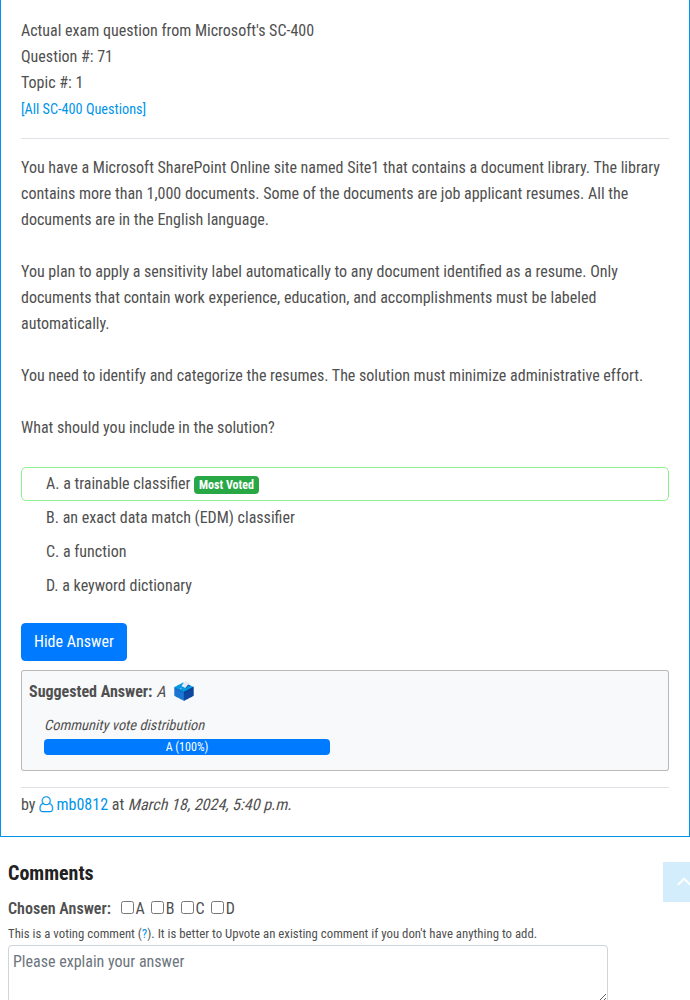 Actual exam question from Microsoft's SC-400
Question #: 71
Topic #: 1
[All SC-400 Questions]
You have a Microsoft SharePoint Online site named Site1 that contains a document library. The library
contains more than 1,000 documents. Some of the documents are job applicant resumes. All the
documents are in the English language.
You plan to apply a sensitivity label automatically to any document identified as a resume. Only
documents that contain work experience, education, and accomplishments must be labeled
automatically.
You need to identify and categorize the resumes. The solution must minimize administrative effort.
What should you include in the solution?
A. a trainable classifier Most Voted
B. an exact data match (EDM) classifier
C. a function
D. a keyword dictionary
Hide Answer
Suggested Answer: A
Community vote distribution
A (100%)
by mb0812 at March 18, 2024, 5:40 p.m.
Comments
Chosen Answer: A B C D
This is a voting comment (?). It is better to Upvote an existing comment if you don't have anything to add.
Please explain your answer